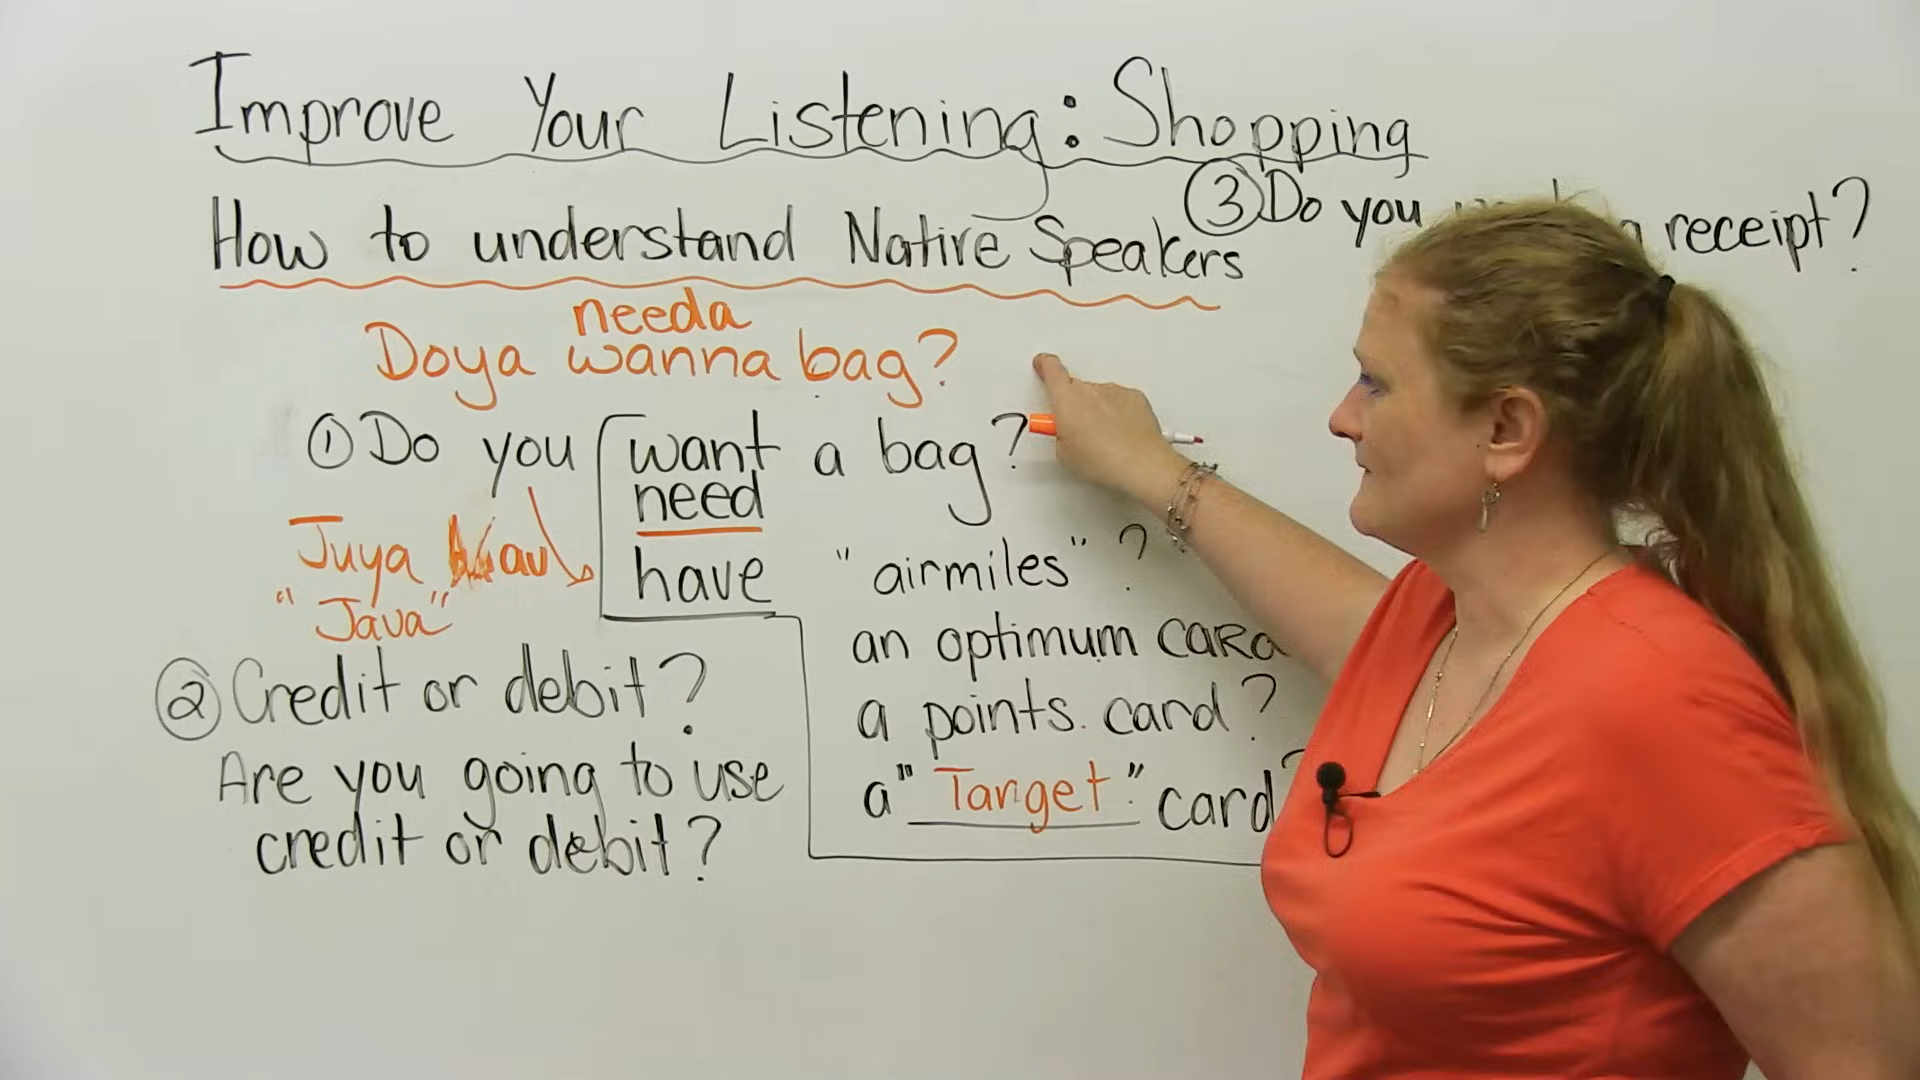 Improve Your Listening: Shopping
How to understand Native Speakers
③ Do you a receipt?
needa
Doya wanna bag?
① Do you want a bag?
need
have "airmiles"?
Juya
"Java"
an optimum card
a points card?
a "Target" card?
② Credit or debit?
Are you going to use
credit or debit?